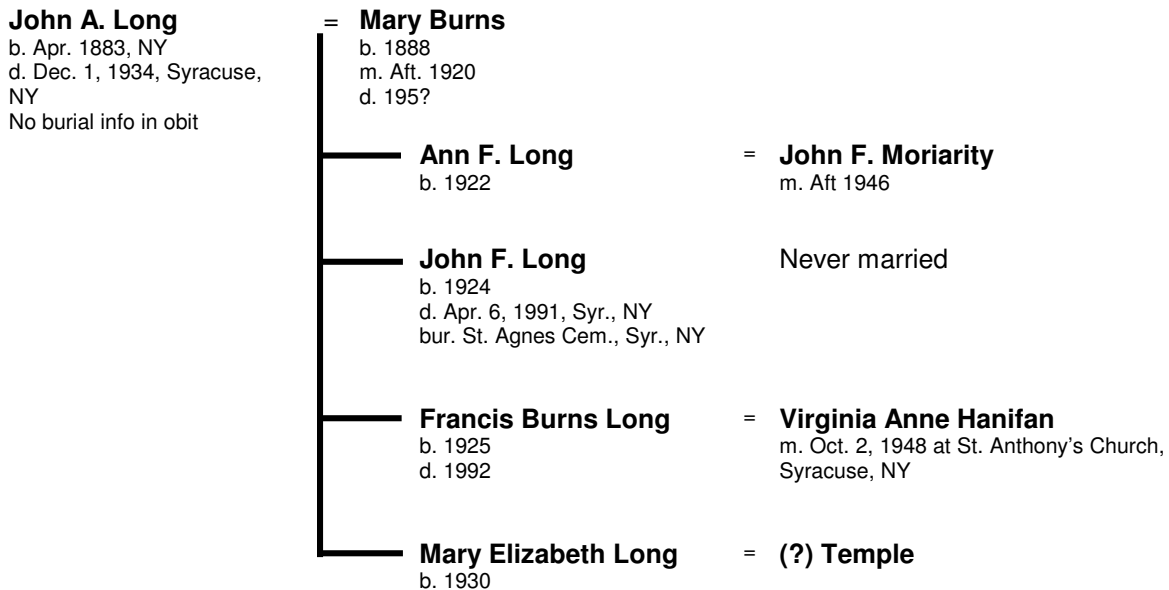 John A. Long = Mary Burns
b. Apr. 1883, NY
d. Dec. 1, 1934, Syracuse,
NY
No burial info in obit
b. 1888
m. Aft. 1920
d. 195?
Ann F. Long = John F. Moriarity
b. 1922
m. Aft 1946
John F. Long Never married
b. 1924
d. Apr. 6, 1991, Syr., NY
bur. St. Agnes Cem., Syr., NY
Francis Burns Long = Virginia Anne Hanifan
b. 1925
d. 1992
m. Oct. 2, 1948 at St. Anthony’s Church,
Syracuse, NY
Mary Elizabeth Long = (?) Temple
b. 1930